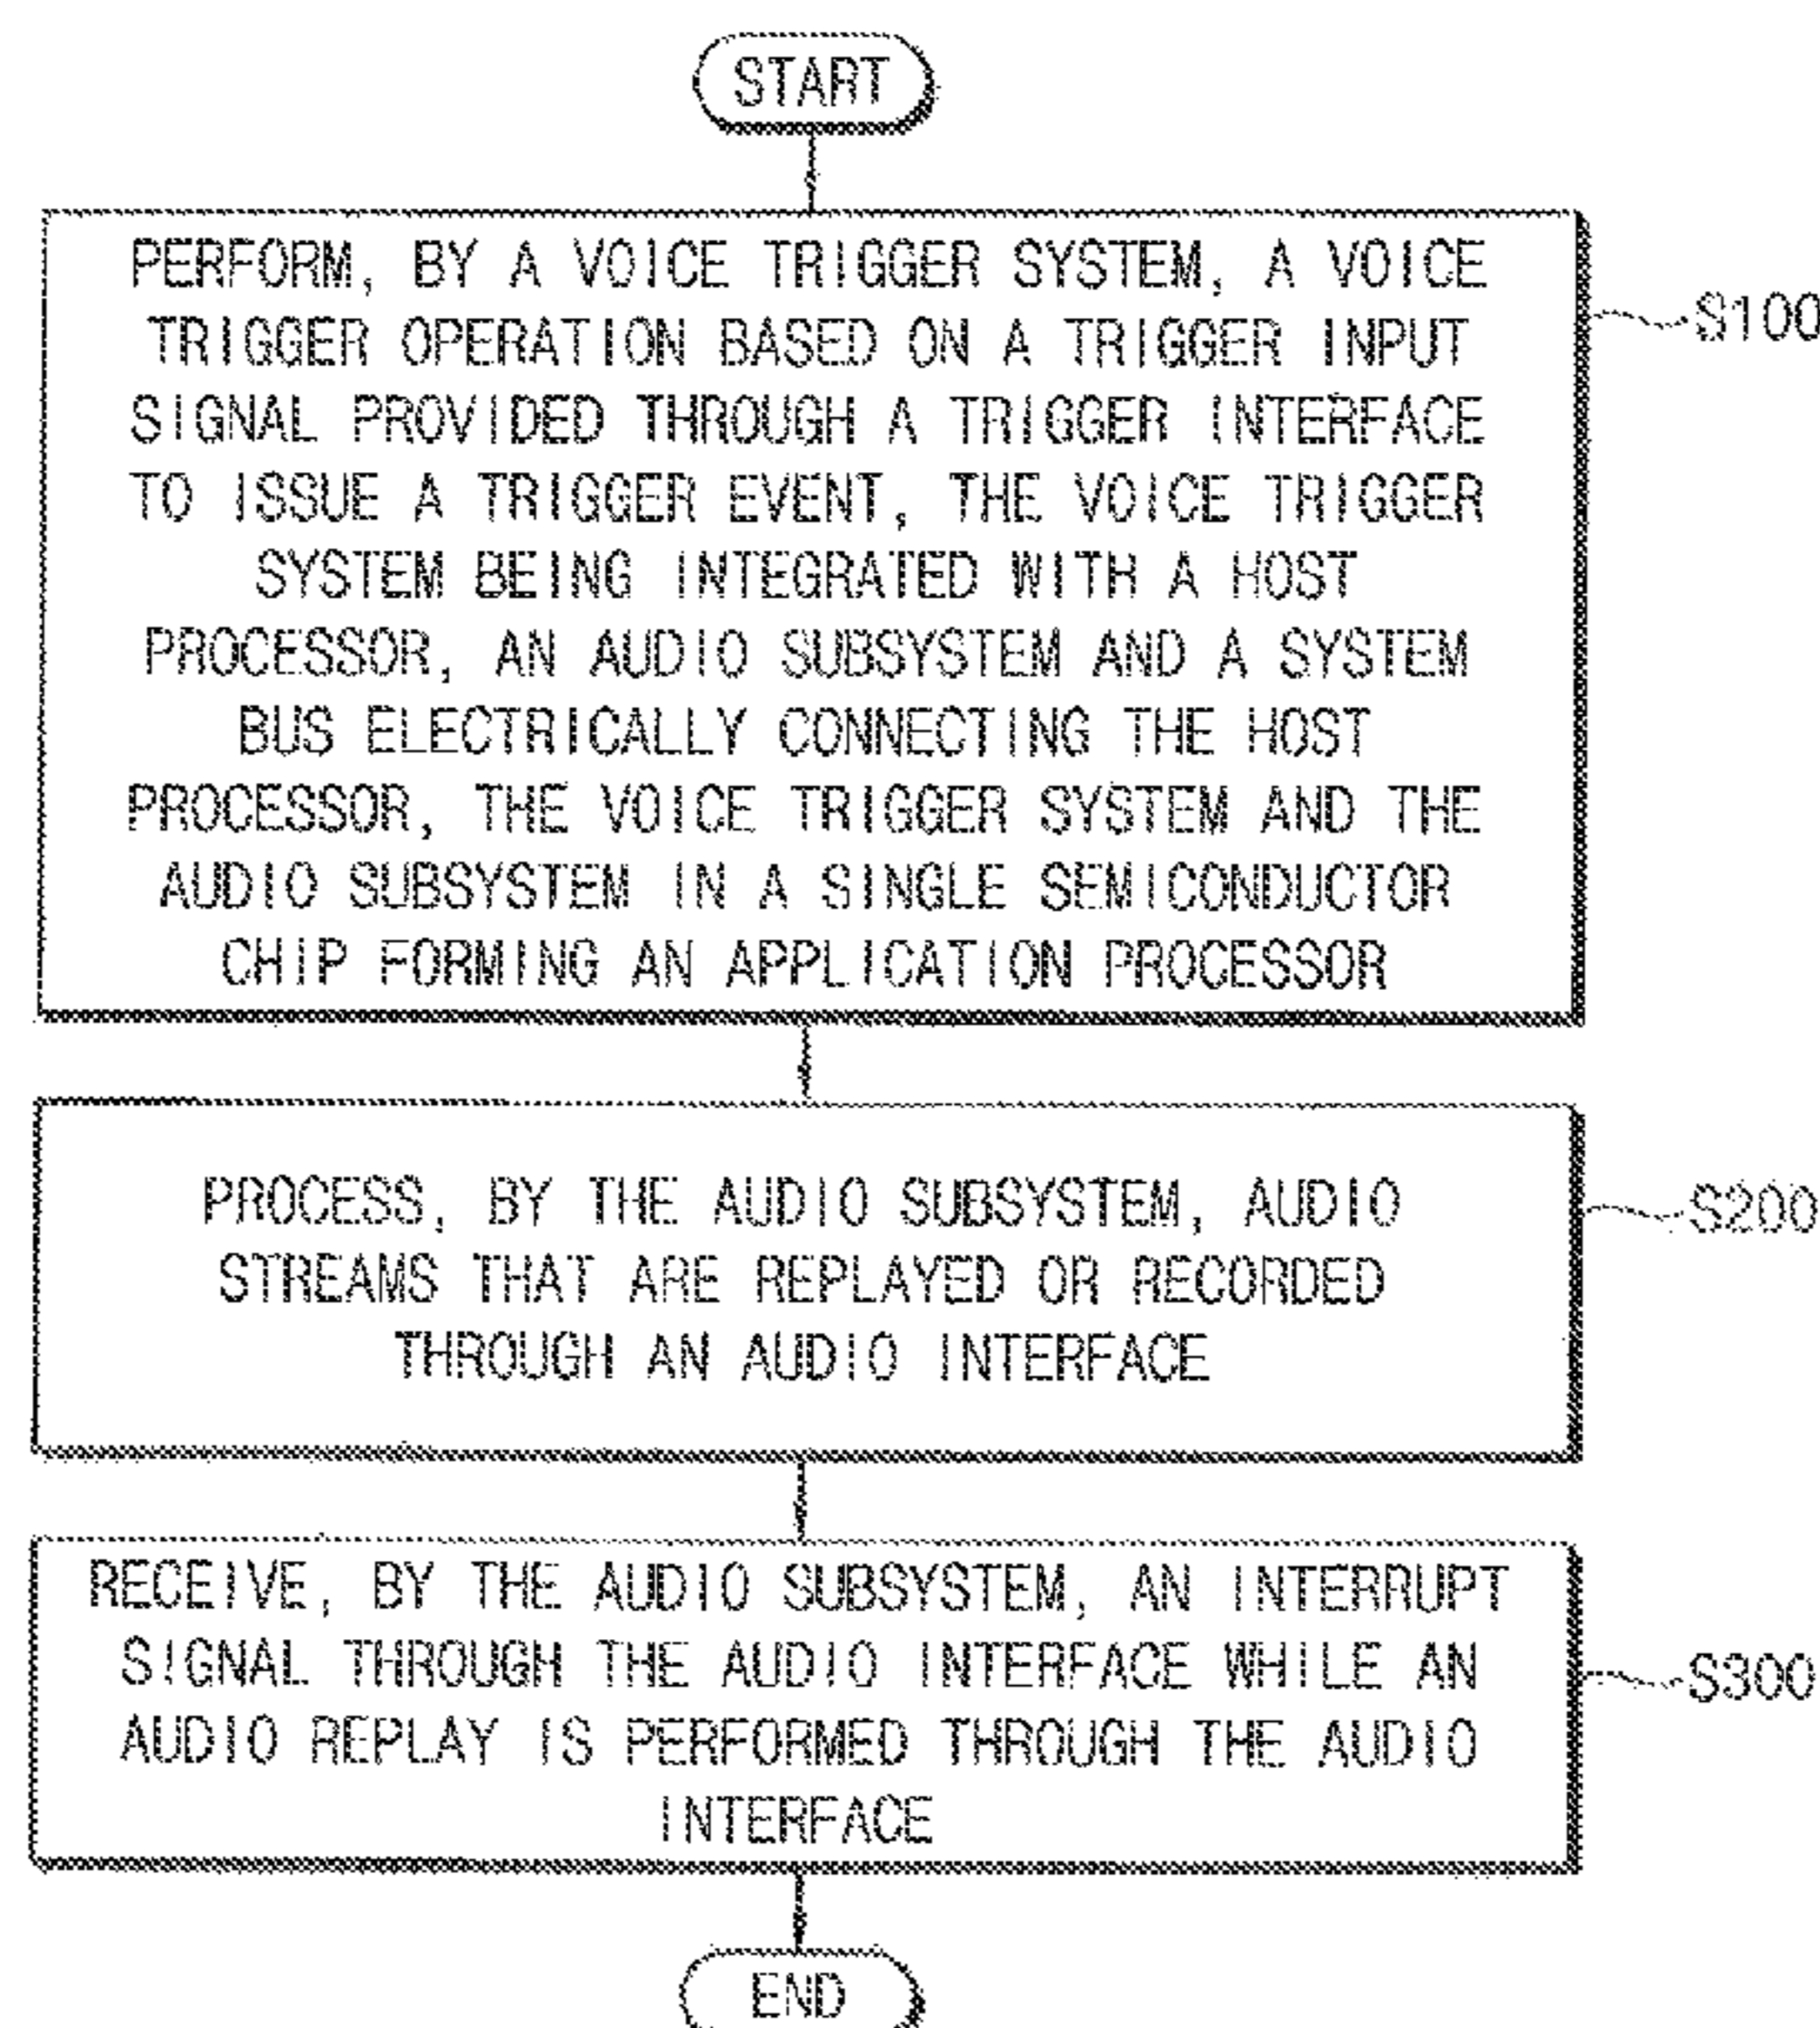 START
PERFORM, BY A VOICE TRIGGER SYSTEM, A VOICE
TRIGGER OPERATION BASED ON A TRIGGER INPUT
SIGNAL PROVIDED THROUGH A TRIGGER INTERFACE
TO ISSUE A TRIGGER EVENT, THE VOICE TRIGGER
SYSTEM BEING INTEGRATED WITH A HOST
PROCESSOR, AN AUDIO SUBSYSTEM AND A SYSTEM
BUS ELECTRICALLY CONNECTING THE HOST
PROCESSOR, THE VOICE TRIGGER SYSTEM AND THE
AUDIO SUBSYSTEM IN A SINGLE SEMICONDUCTOR
CHIP FORMING AN APPLICATION PROCESSOR
S100
PROCESS, BY THE AUDIO SUBSYSTEM, AUDIO
STREAMS THAT ARE REPLAYED OR RECORDED
THROUGH AN AUDIO INTERFACE
S200
RECEIVE, BY THE AUDIO SUBSYSTEM, AN INTERRUPT
SIGNAL THROUGH THE AUDIO INTERFACE WHILE AN
AUDIO REPLAY IS PERFORMED THROUGH THE AUDIO
INTERFACE
S300
END